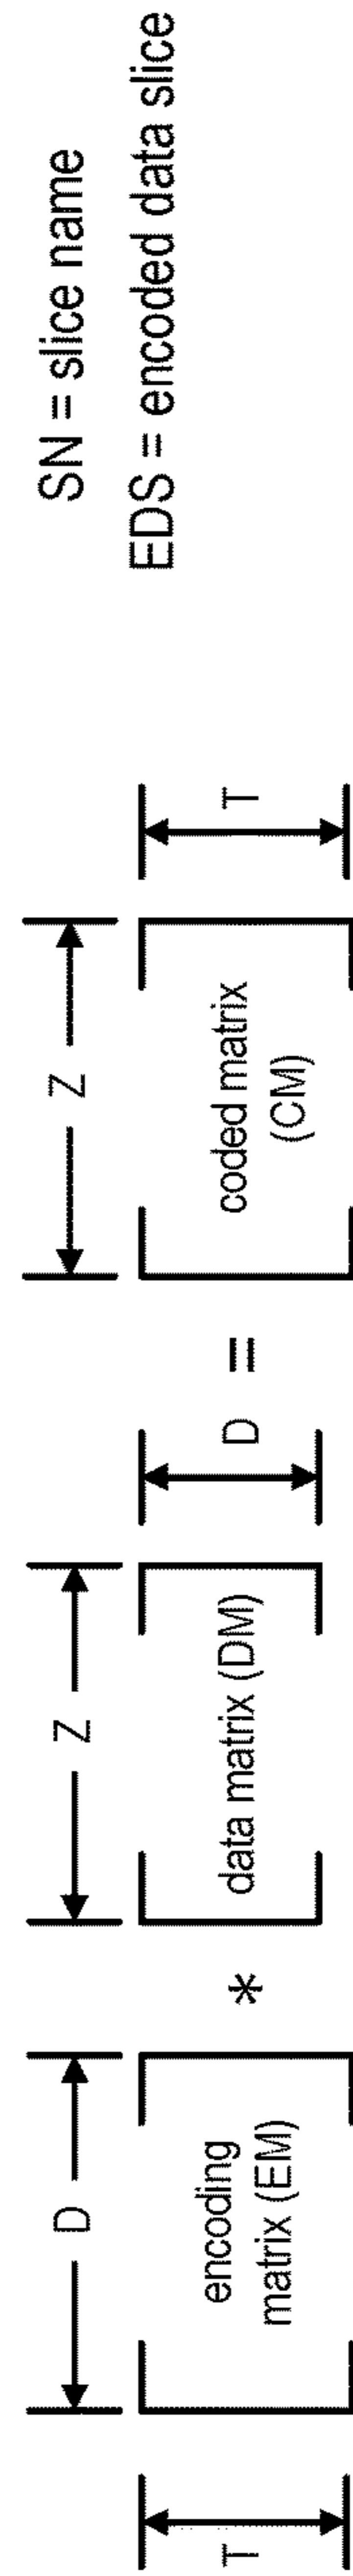 SN = slice name
EDS = encoded data slice
T
D
encoding
matrix (EM)
*
Z
data matrix (DM)
D
=
Z
coded matrix
(CM)
T